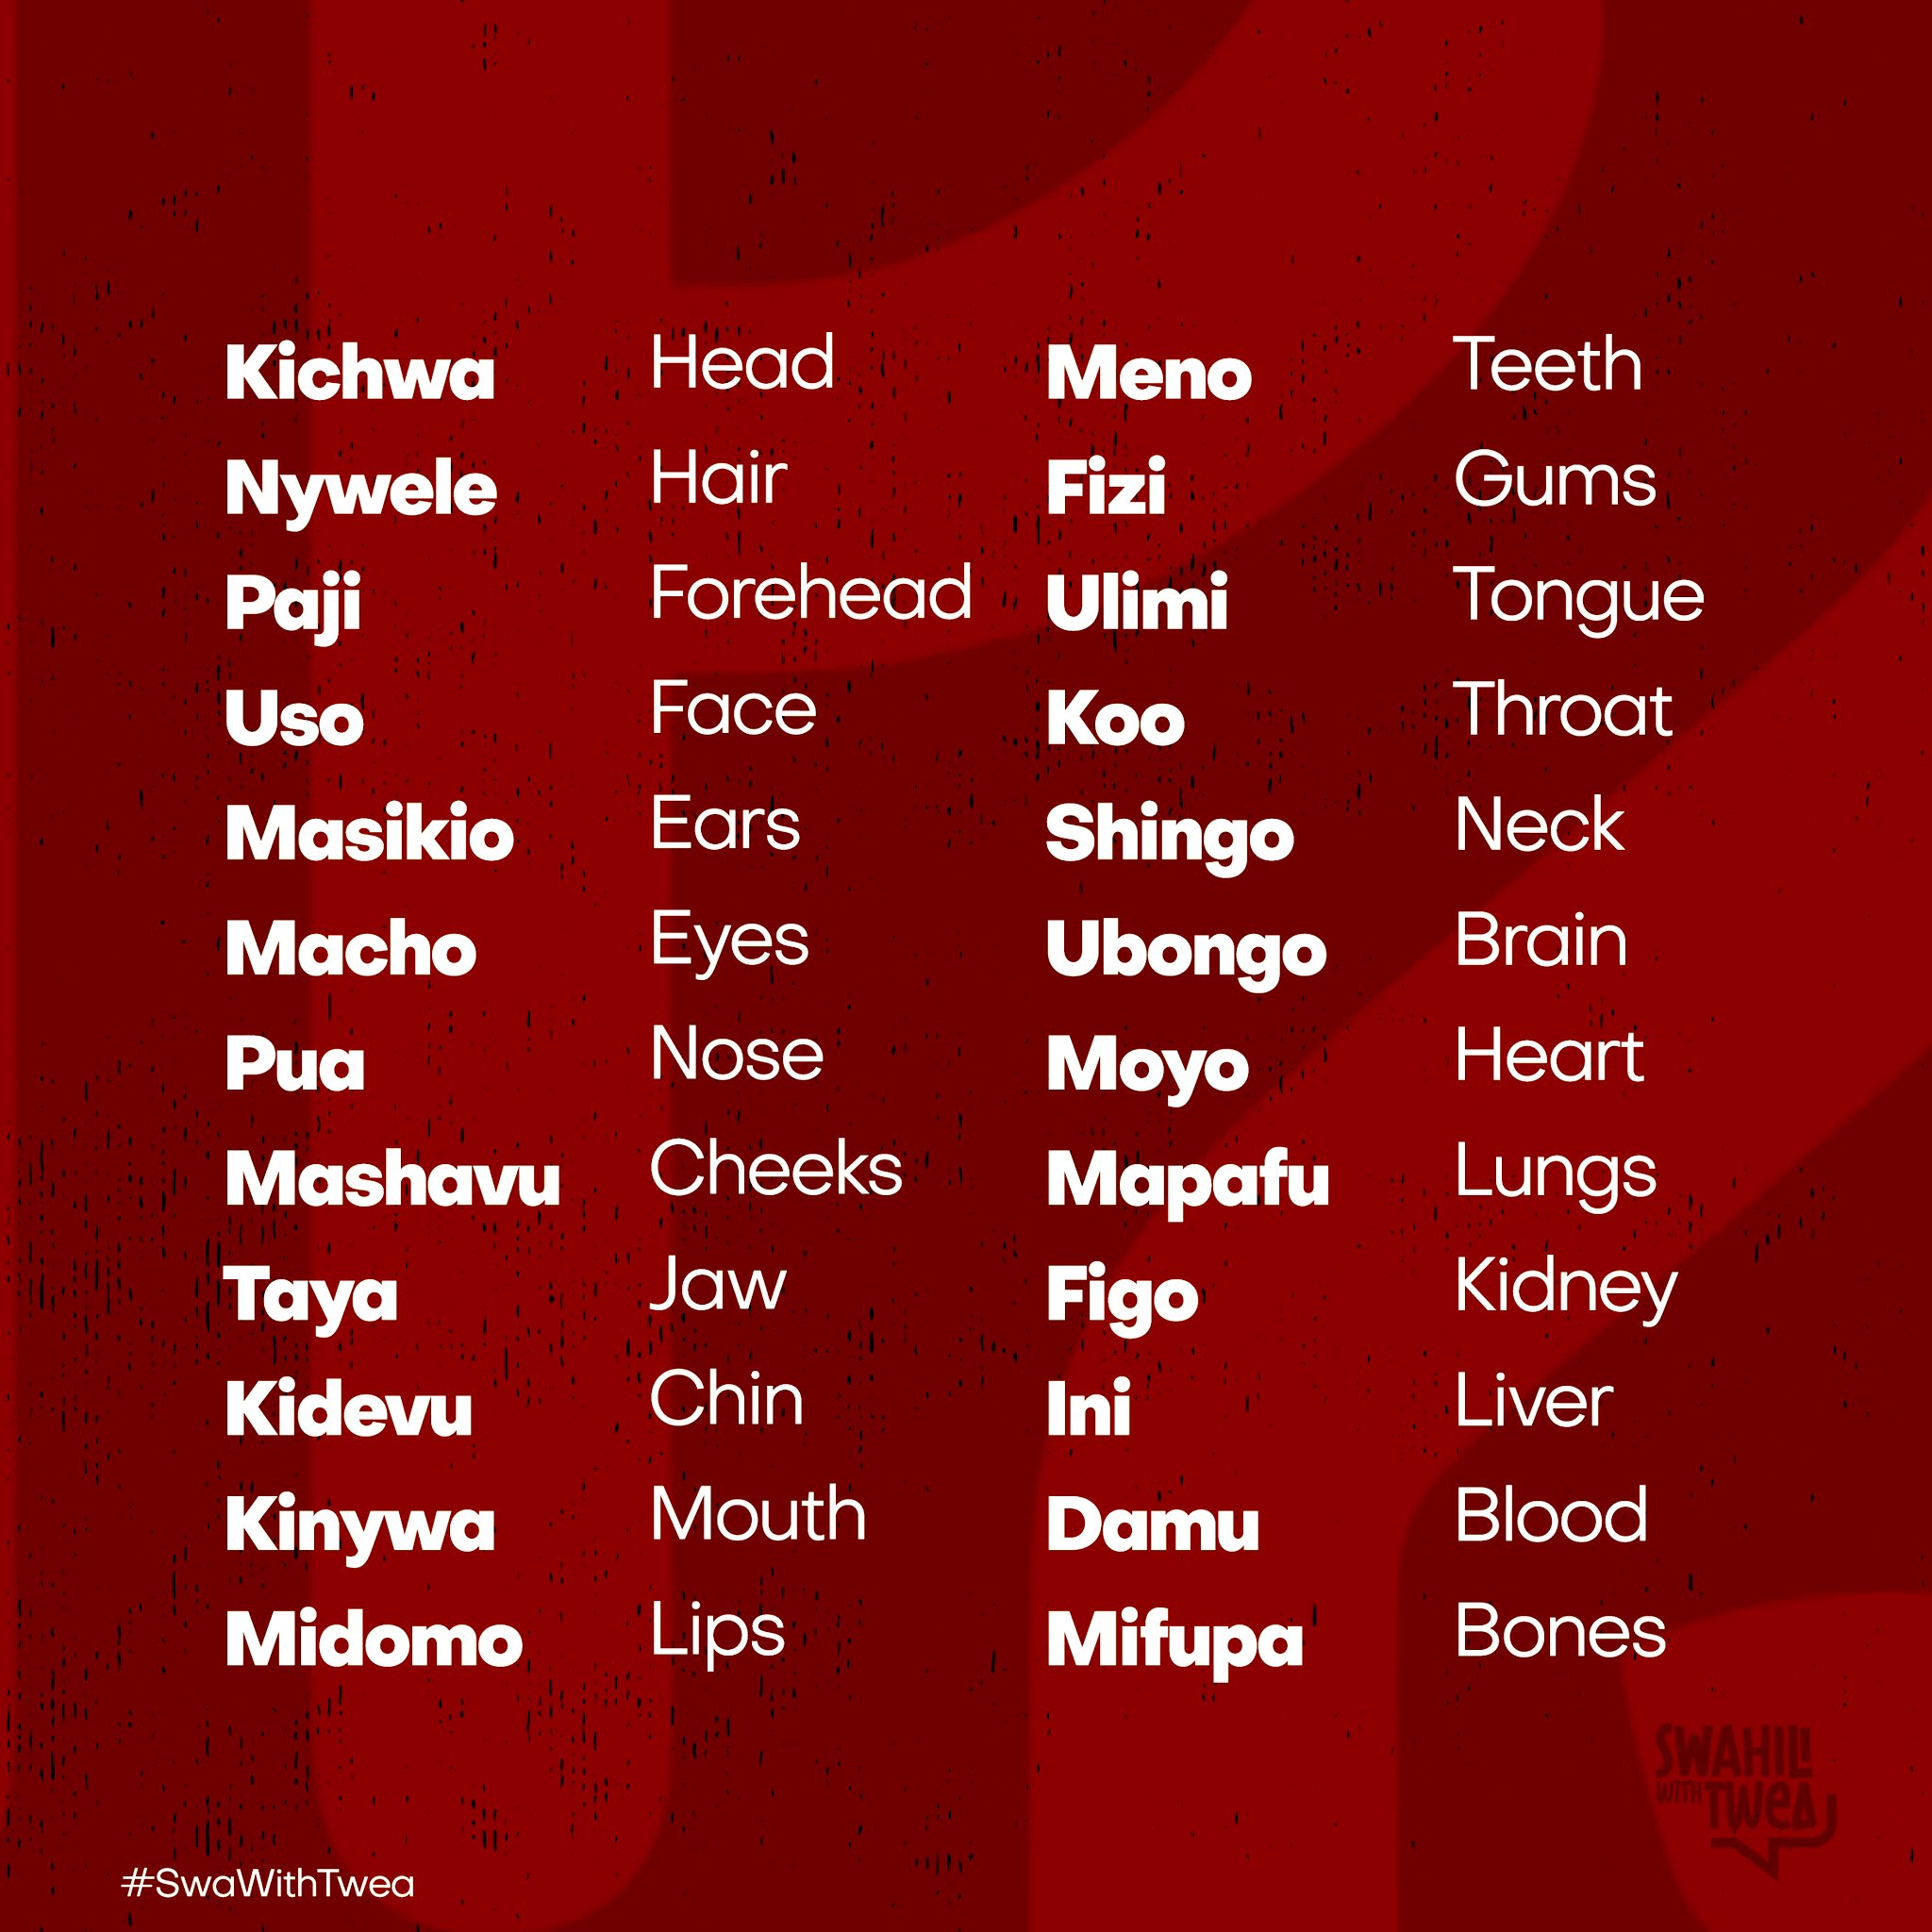 Kichwa Head Meno Teeth
Nywele Hair Fizi Gums
Paji Forehead Ulimi Tongue
Uso Face Koo Throat
Masikio Ears Shingo Neck
Macho Eyes Ubongo Brain
Pua Nose Moyo Heart
Mashavu Cheeks Mapafu Lungs
Taya Jaw Figo Kidney
Kidevu Chin Ini Liver
Kinywa Mouth Damu Blood
Midomo Lips Mifupa Bones
SWAHILI
WITH TWEA
#SwaWithTwea